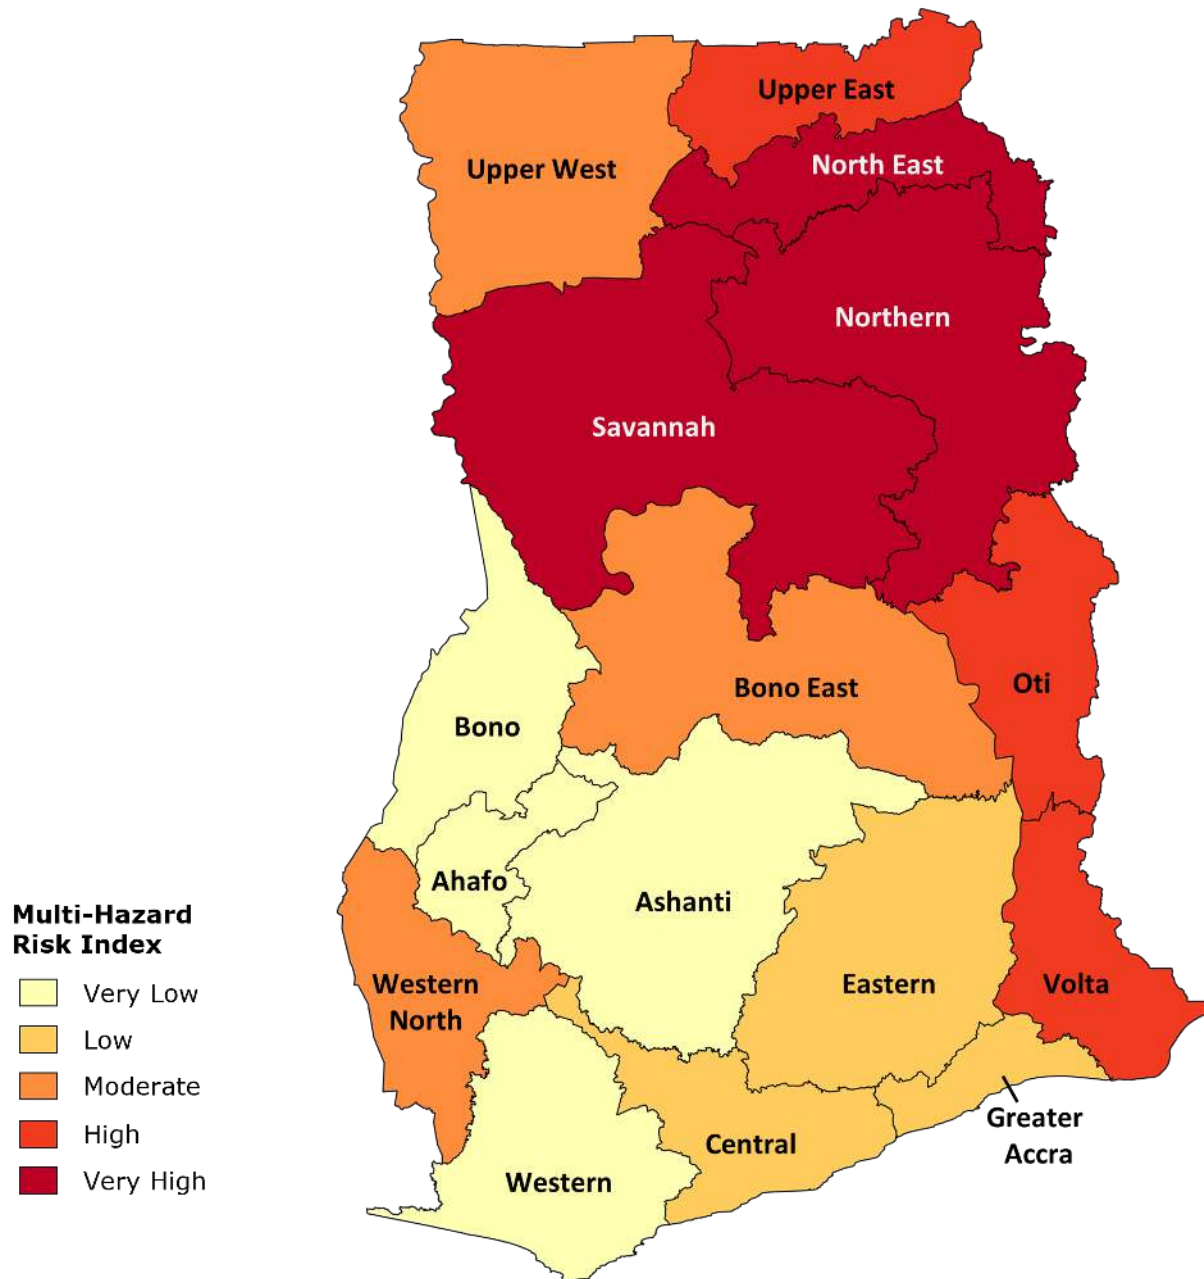 Upper East
North East
Upper West
Northern
Savannah
Oti
Bono East
Bono
Ahafo
Ashanti
Western
North
Eastern
Volta
Greater
Accra
Central
Western
Multi-Hazard
Risk Index
Very Low
Low
Moderate
High
Very High